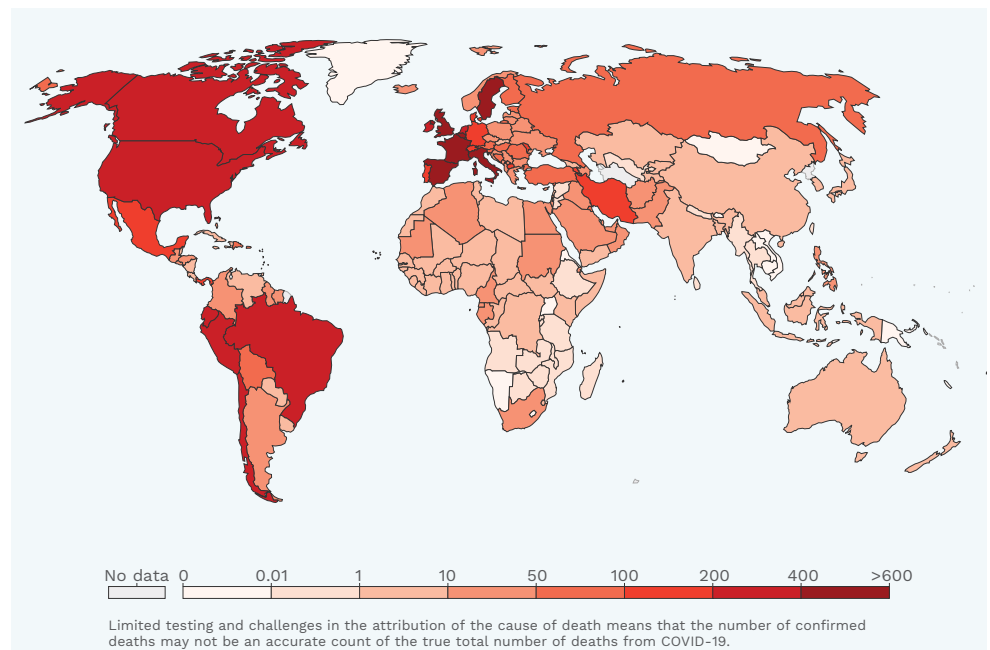 No data 0 0.01 1 10 50 100 200 400 >600
Limited testing and challenges in the attribution of the cause of death means that the number of confirmed
deaths may not be an accurate count of the true total number of deaths from COVID-19.